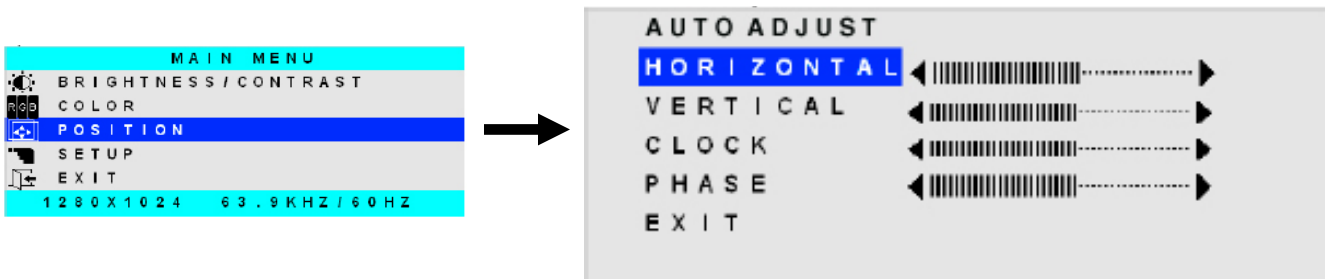 MAIN MENU
BRIGHTNESS/CONTRAST
RGB COLOR
POSITION
SETUP
EXIT
1280X1024 63.9KHZ/60HZ
AUTO ADJUST
HORIZONTAL
VERTICAL
CLOCK
PHASE
EXIT